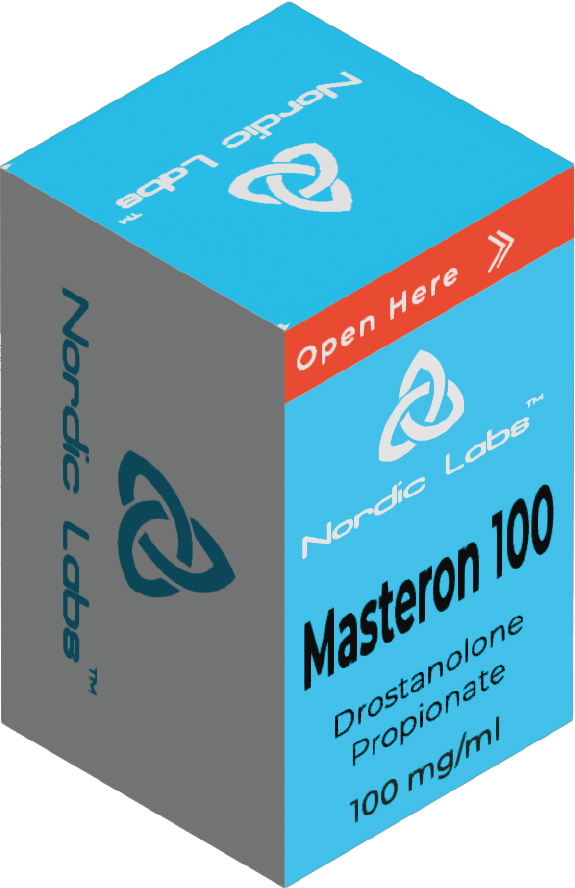 Nordic Labs™
Open Here »
Nordic Labs™
Masteron 100
Drostanolone
Propionate
100 mg/ml
Nordic Labs™